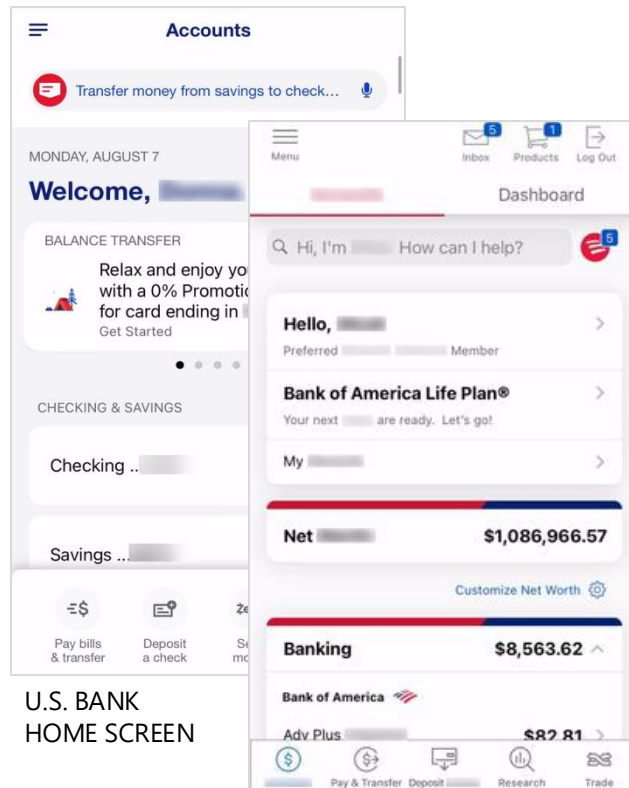 Accounts
Transfer money from savings to check...
MONDAY, AUGUST 7
Welcome,
BALANCE TRANSFER
Relax and enjoy yo
with a 0% Promotio
for card ending in
Get Started
CHECKING & SAVINGS
Checking ..
Savings ...
Pay bills
& transfer
Deposit
a check
Se
mo
U.S. BANK
HOME SCREEN
5
1
Menu
Inbox
Products
Log Out
Dashboard
Hi, I'm How can I help?
5
Hello,
Preferred Member
Bank of America Life Plan®
Your next are ready. Let's go!
My
Net $1,086,966.57
Customize Net Worth
Banking $8,563.62
Bank of America
Adv Plus $82.81
Pay & Transfer
Deposit
Research
Trade